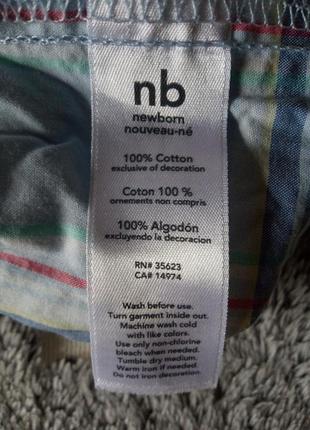 nb
newborn
nouveau-né
100% Cotton
exclusive of decoration
Coton 100 %
ornements non compris
100% Algodón
excluyendo la decoracion
RN# 35623
CA# 14974
Wash before use.
Turn garment inside out.
Machine wash cold
with like colors.
Use only non-chlorine
bleach when needed.
Tumble dry medium.
Warm iron if needed.
Do not iron decoration.